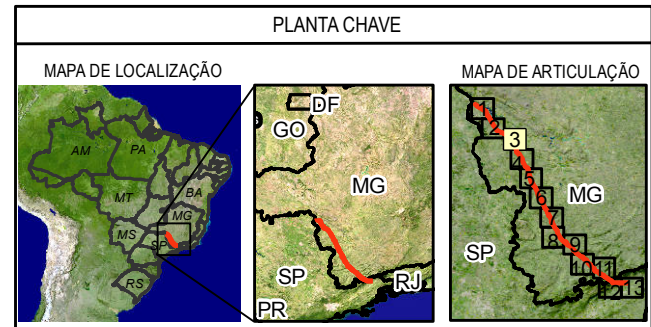 PLANTA CHAVE
MAPA DE LOCALIZAÇÃO
AM
PA
MT
BA
MG
MS
SP
RS
DF
GO
MG
SP
RJ
PR
MAPA DE ARTICULAÇÃO
1
2
3
4
5
6
7
8
9
10
11
12
13
MG
SP